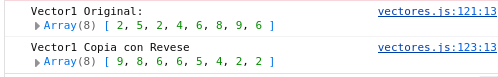 Vector1 Original: vectores.js:121:13
▶ Array(8) [ 2, 5, 2, 4, 6, 8, 9, 6 ]
Vector1 Copia con Revese vectores.js:123:13
▶ Array(8) [ 9, 8, 6, 6, 5, 4, 2, 2 ]